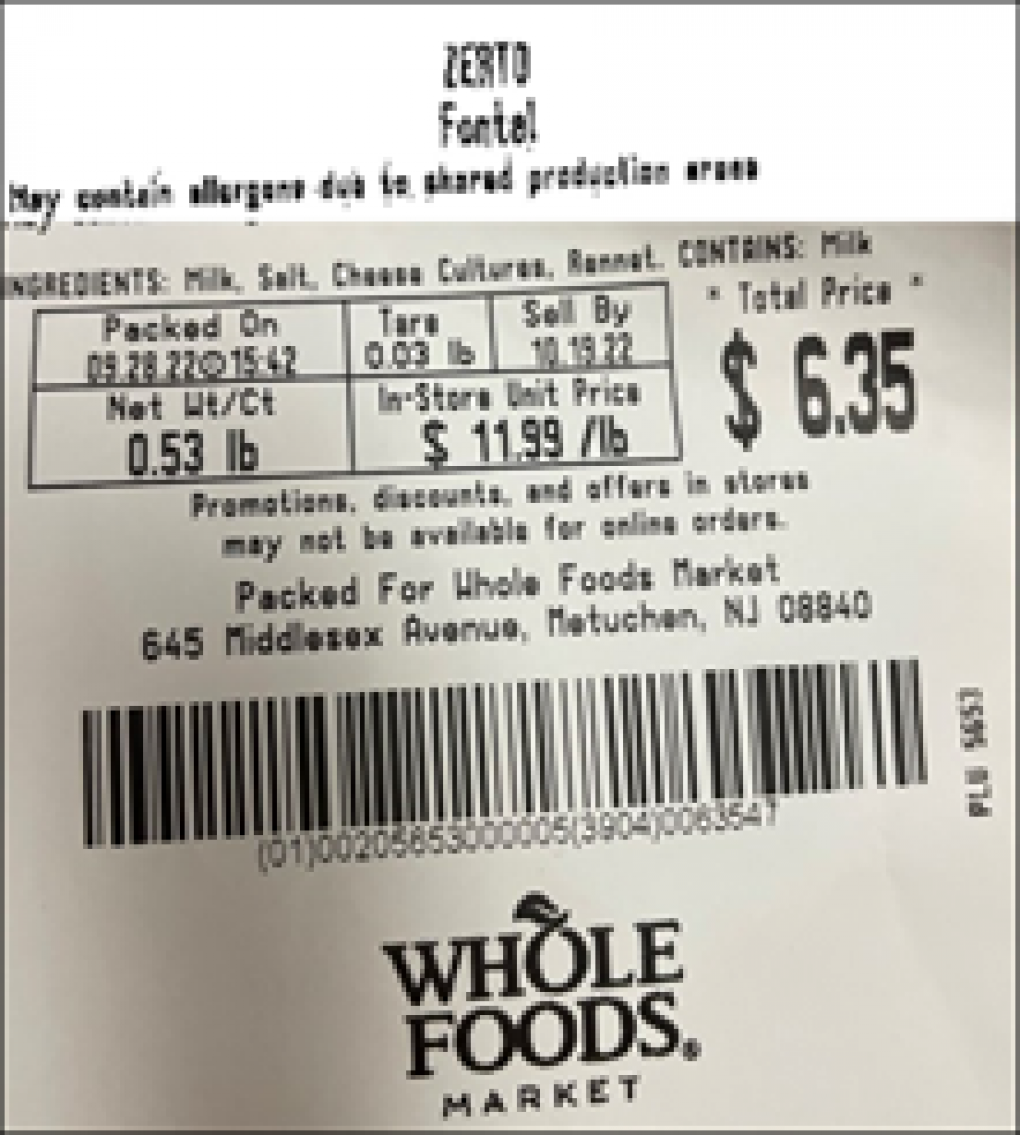 ZERTO
Fontal
May contain allergens due to shared production areas
INGREDIENTS: Milk, Salt, Cheese Cultures, Rennet. CONTAINS: Milk
Packed On
09.28.22@15:42
Tare
0.03 lb
Sell By
10.19.22
* Total Price *
$ 6.35
Net Wt/Ct
0.53 lb
In-Store Unit Price
$ 11.99 /lb
Promotions, discounts, and offers in stores
may not be available for online orders.
Packed For Whole Foods Market
645 Middlesex Avenue, Metuchen, NJ 08840
PLU 5653
WHOLE
FOODS®
MARKET